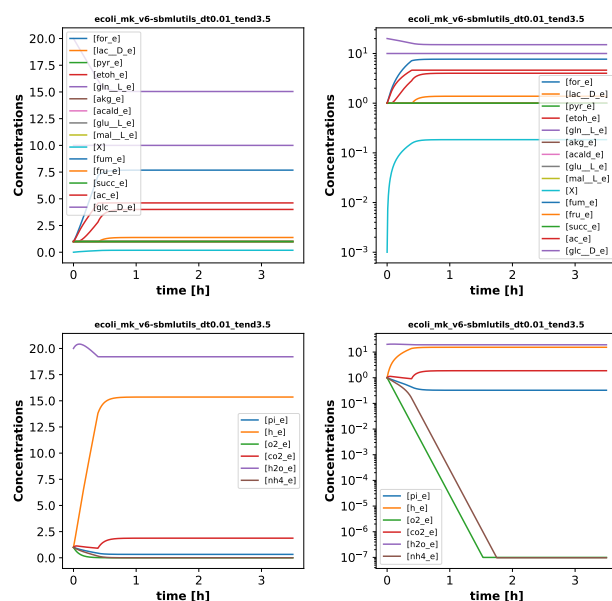 ecoli_mk_v6-sbmlutils_dt0.01_tend3.5
Concentrations
20.0
17.5
15.0
12.5
10.0
7.5
5.0
2.5
0.0
[for_e]
[lac__D_e]
[pyr_e]
[etoh_e]
[gln__L_e]
[akg_e]
[acald_e]
[glu__L_e]
[mal__L_e]
[X]
[fum_e]
[fru_e]
[succ_e]
[ac_e]
[glc__D_e]
0 1 2 3
time [h]
ecoli_mk_v6-sbmlutils_dt0.01_tend3.5
Concentrations
10^1
10^0
10^-1
10^-2
10^-3
[for_e]
[lac__D_e]
[pyr_e]
[etoh_e]
[gln__L_e]
[akg_e]
[acald_e]
[glu__L_e]
[mal__L_e]
[X]
[fum_e]
[fru_e]
[succ_e]
[ac_e]
[glc__D_e]
0 1 2 3
time [h]
ecoli_mk_v6-sbmlutils_dt0.01_tend3.5
Concentrations
20.0
17.5
15.0
12.5
10.0
7.5
5.0
2.5
0.0
[pi_e]
[h_e]
[o2_e]
[co2_e]
[h2o_e]
[nh4_e]
0 1 2 3
time [h]
ecoli_mk_v6-sbmlutils_dt0.01_tend3.5
Concentrations
10^1
10^0
10^-1
10^-2
10^-3
10^-4
10^-5
10^-6
10^-7
[pi_e]
[h_e]
[o2_e]
[co2_e]
[h2o_e]
[nh4_e]
0 1 2 3
time [h]